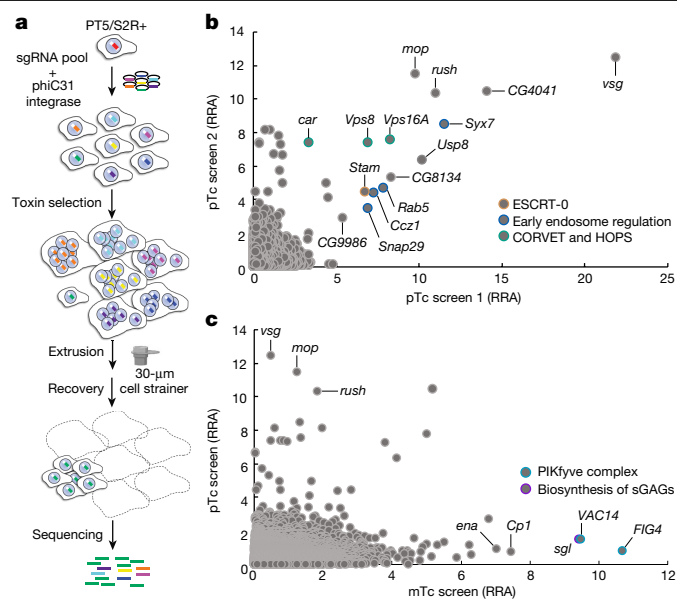 a
PT5/S2R+
sgRNA pool
+
phiC31
integrase
Toxin selection
Extrusion
30-µm
Recovery
cell strainer
Sequencing
b
pTc screen 2 (RRA)
14
12
10
8
6
4
2
0
mop
rush
CG4041
vsg
car
Vps8
Vps16A
Syx7
Usp8
Stam
CG8134
Rab5
Ccz1
CG9986
Snap29
ESCRT-0
Early endosome regulation
CORVET and HOPS
0
5
10
15
20
25
pTc screen 1 (RRA)
c
pTc screen (RRA)
14
12
10
8
6
4
2
0
vsg
mop
rush
PIKfyve complex
Biosynthesis of sGAGs
ena
Cp1
sgl
VAC14
FIG4
0
2
4
6
8
10
12
mTc screen (RRA)